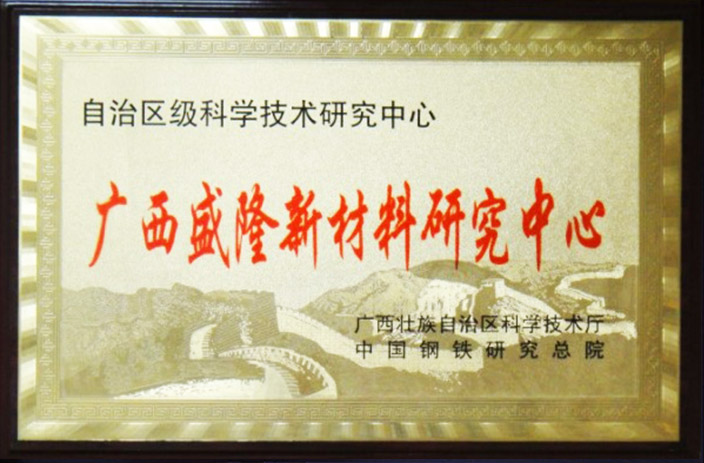 自治区级科学技术研究中心
广西盛隆新材料研究中心
广西壮族自治区科学技术厅
中国钢铁研究总院